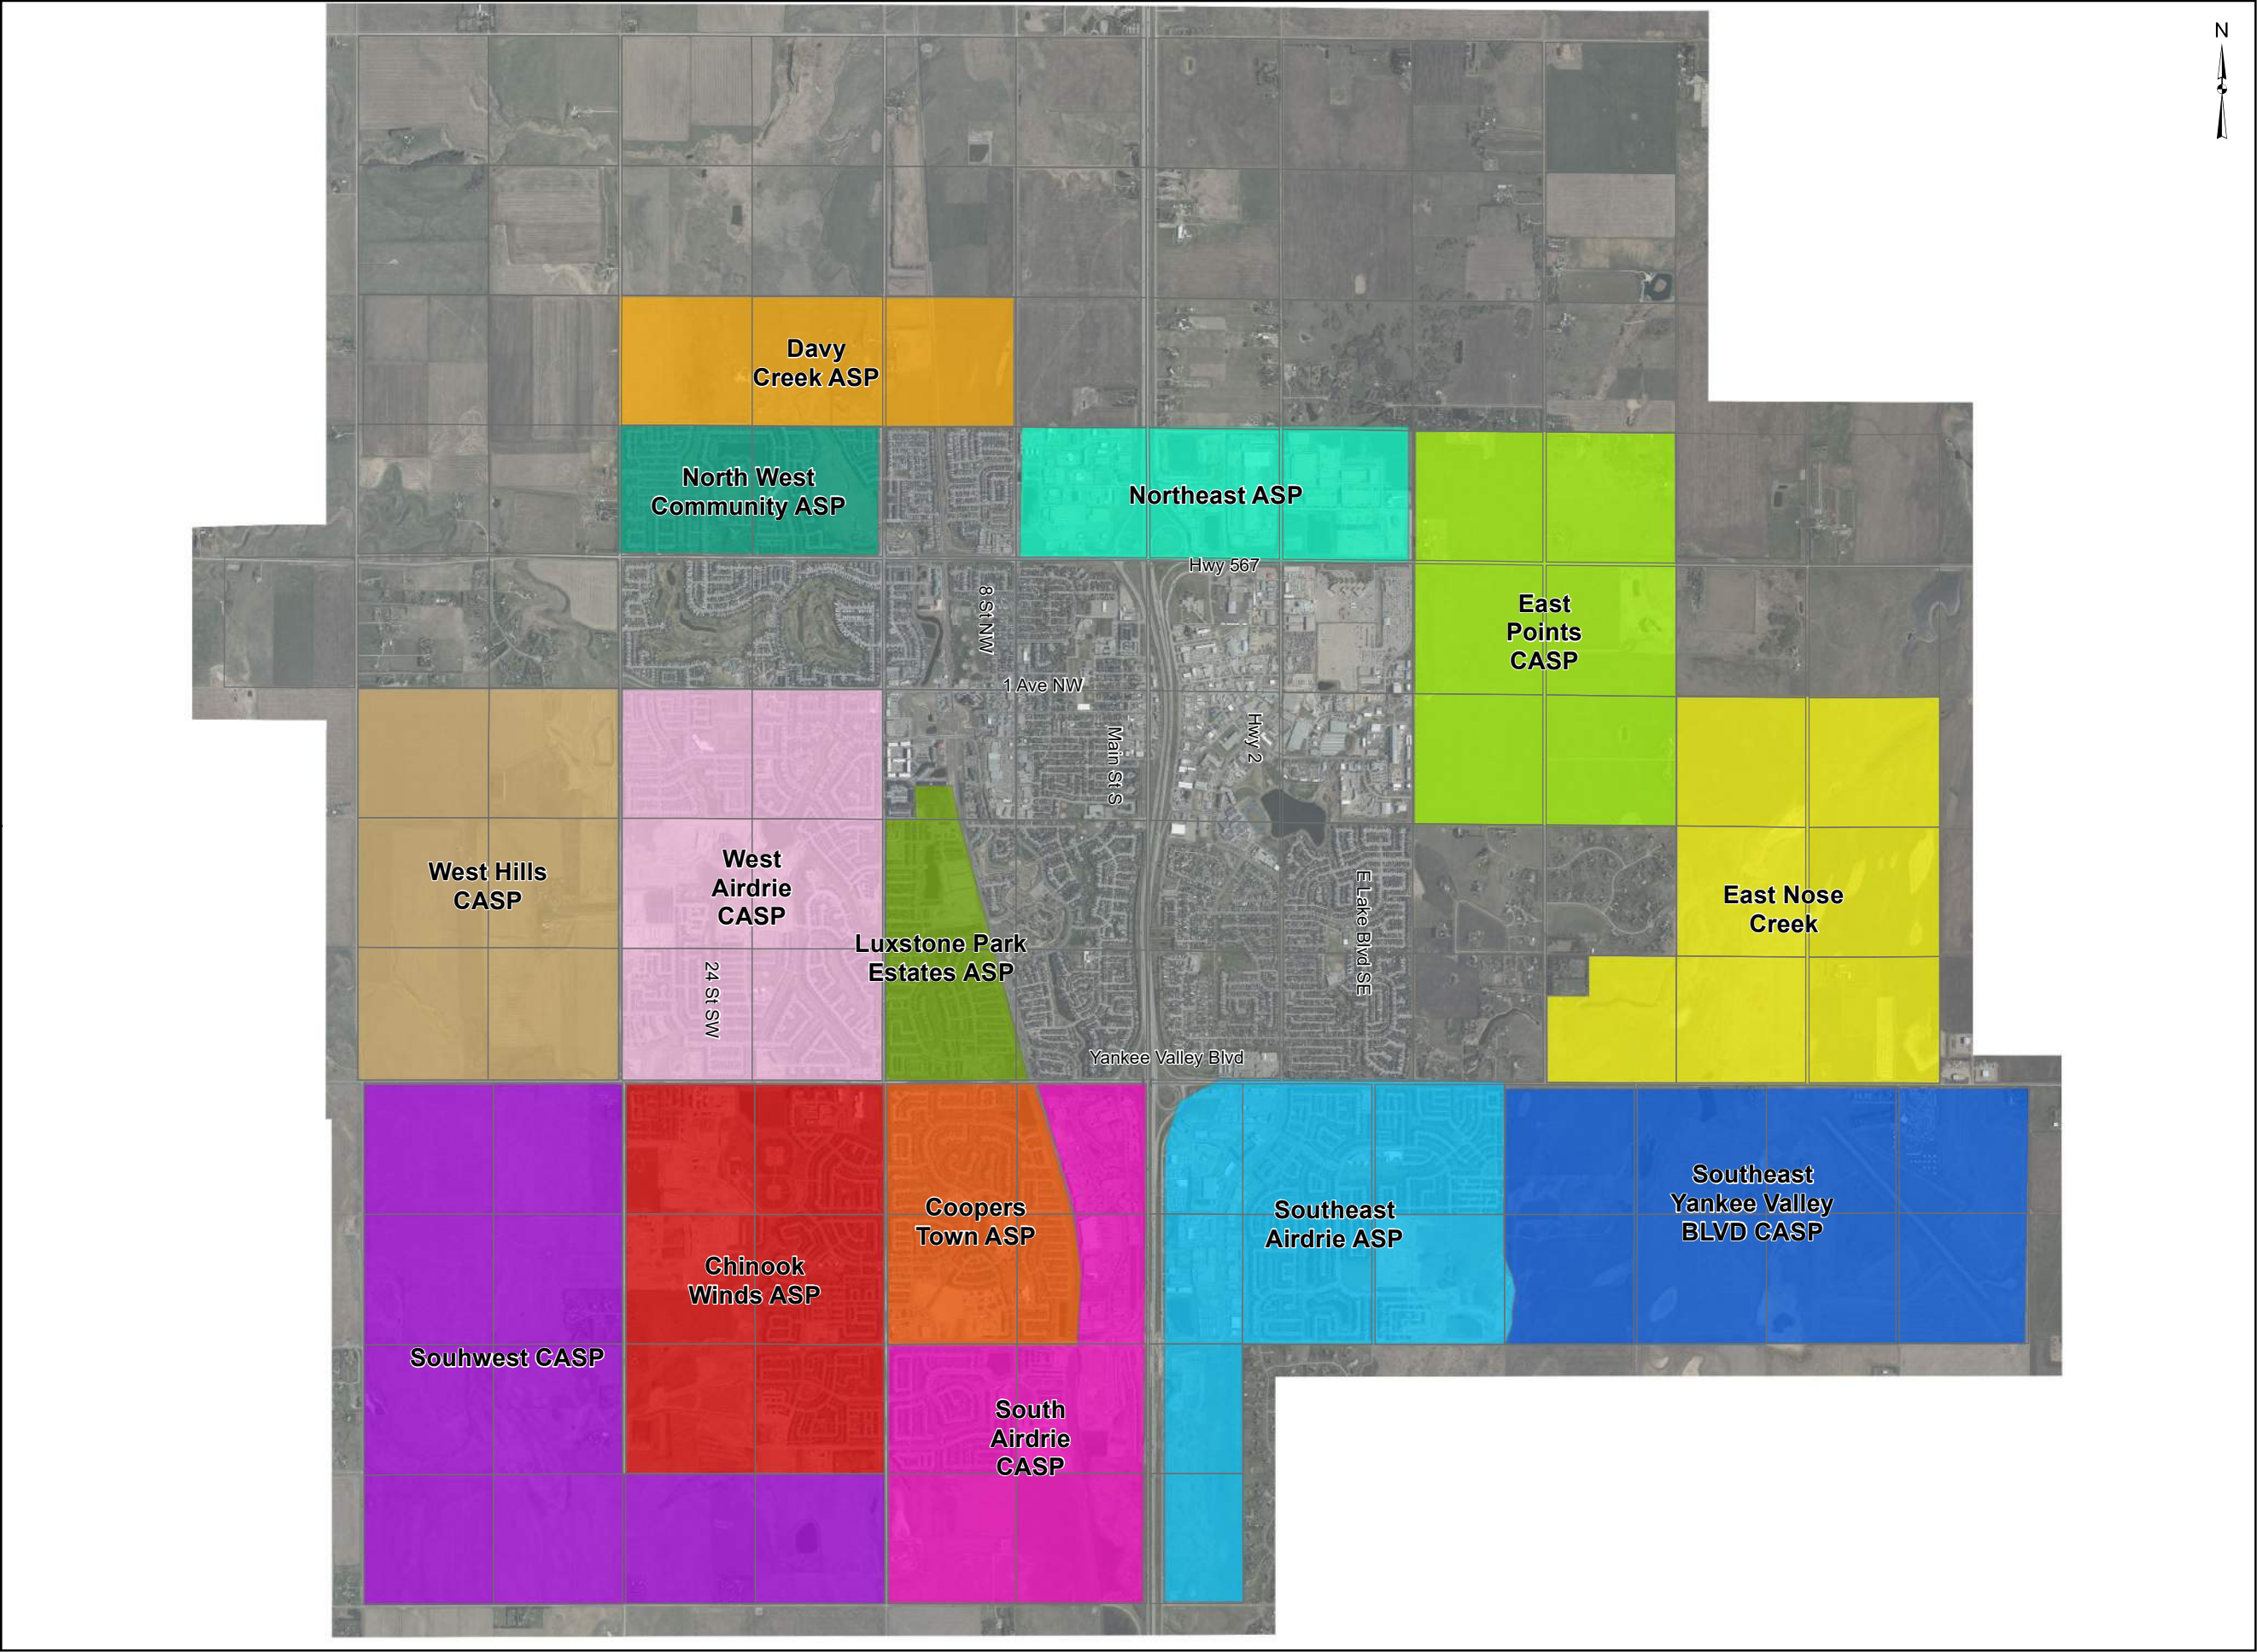 N
Davy
Creek ASP
North West
Community ASP
Northeast ASP
Hwy 567
8 St NW
East
Points
CASP
1 Ave NW
Main St S
Hwy 2
West Hills
CASP
West
Airdrie
CASP
E Lake Blvd SE
East Nose
Creek
Luxstone Park
Estates ASP
24 St SW
Yankee Valley Blvd
Coopers
Town ASP
Southeast
Airdrie ASP
Southeast
Yankee Valley
BLVD CASP
Chinook
Winds ASP
Souhwest CASP
South
Airdrie
CASP